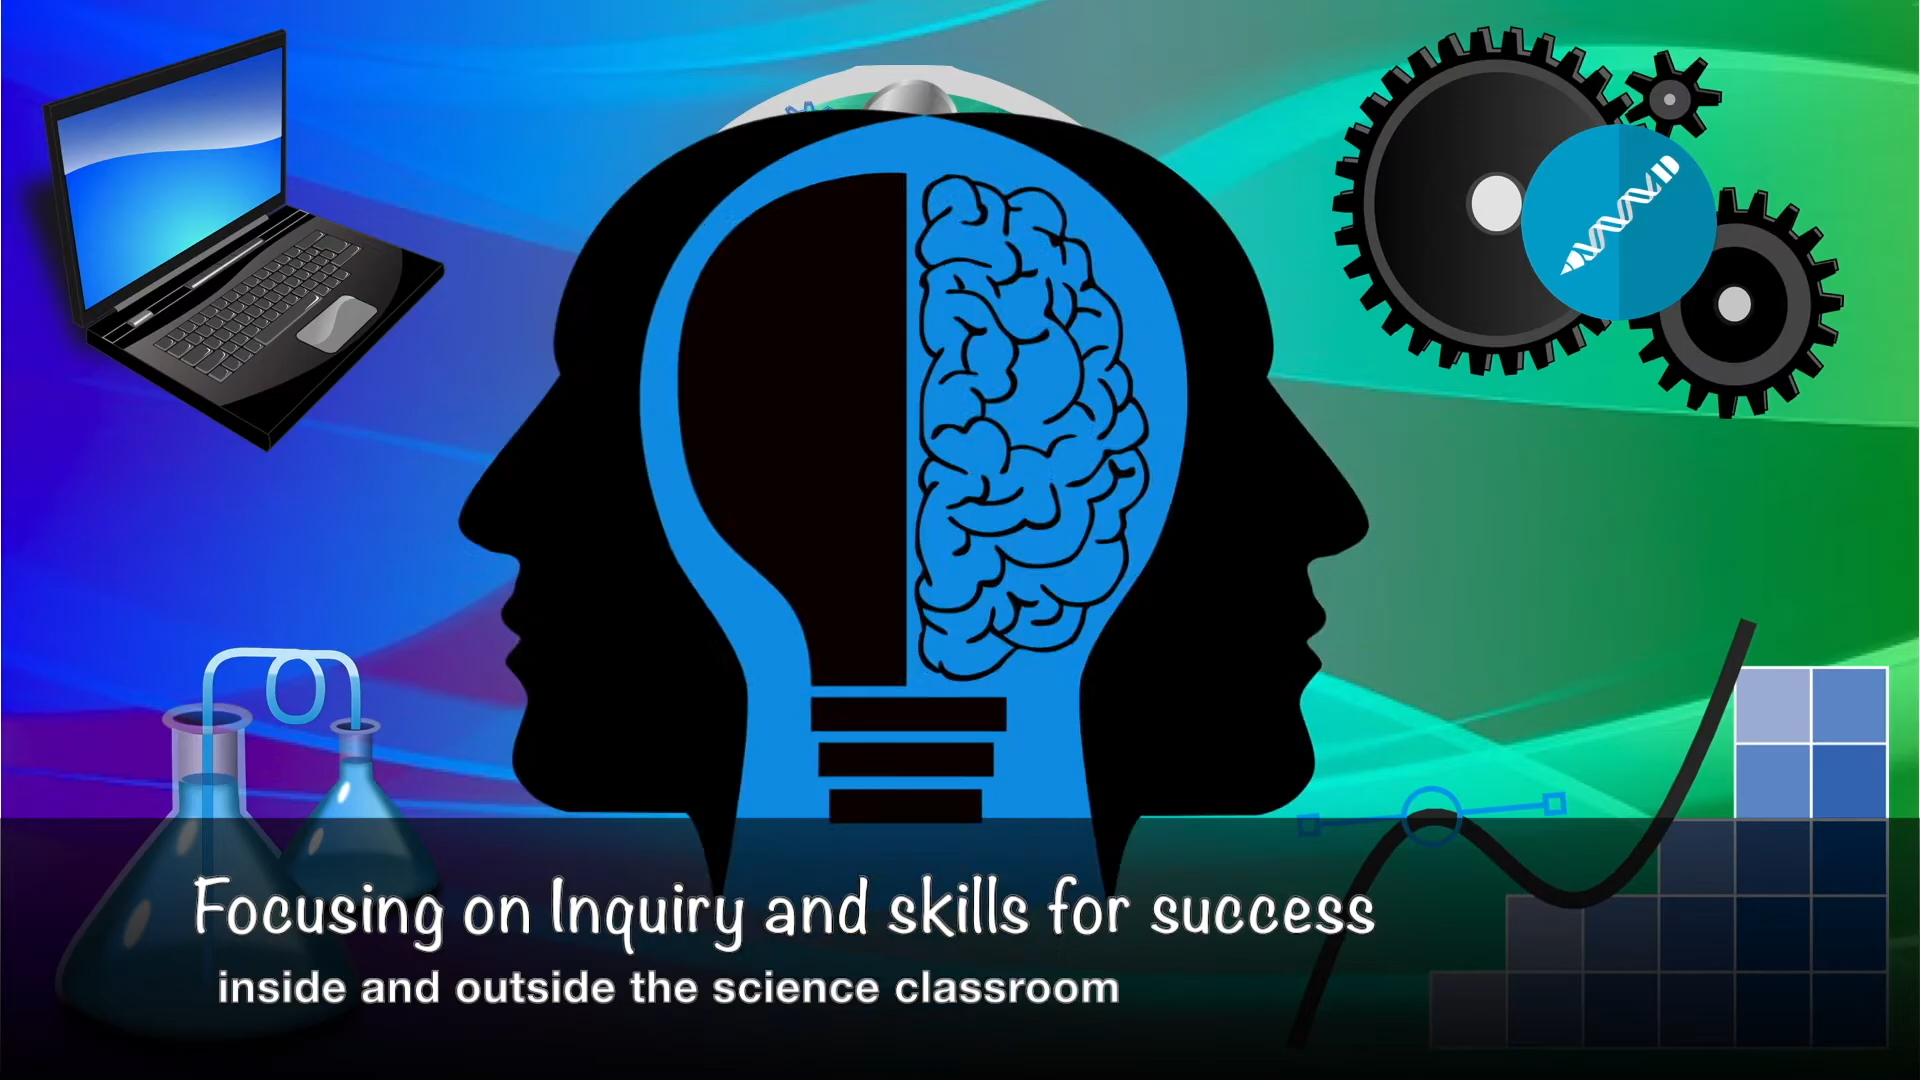 Focusing on Inquiry and skills for success
inside and outside the science classroom